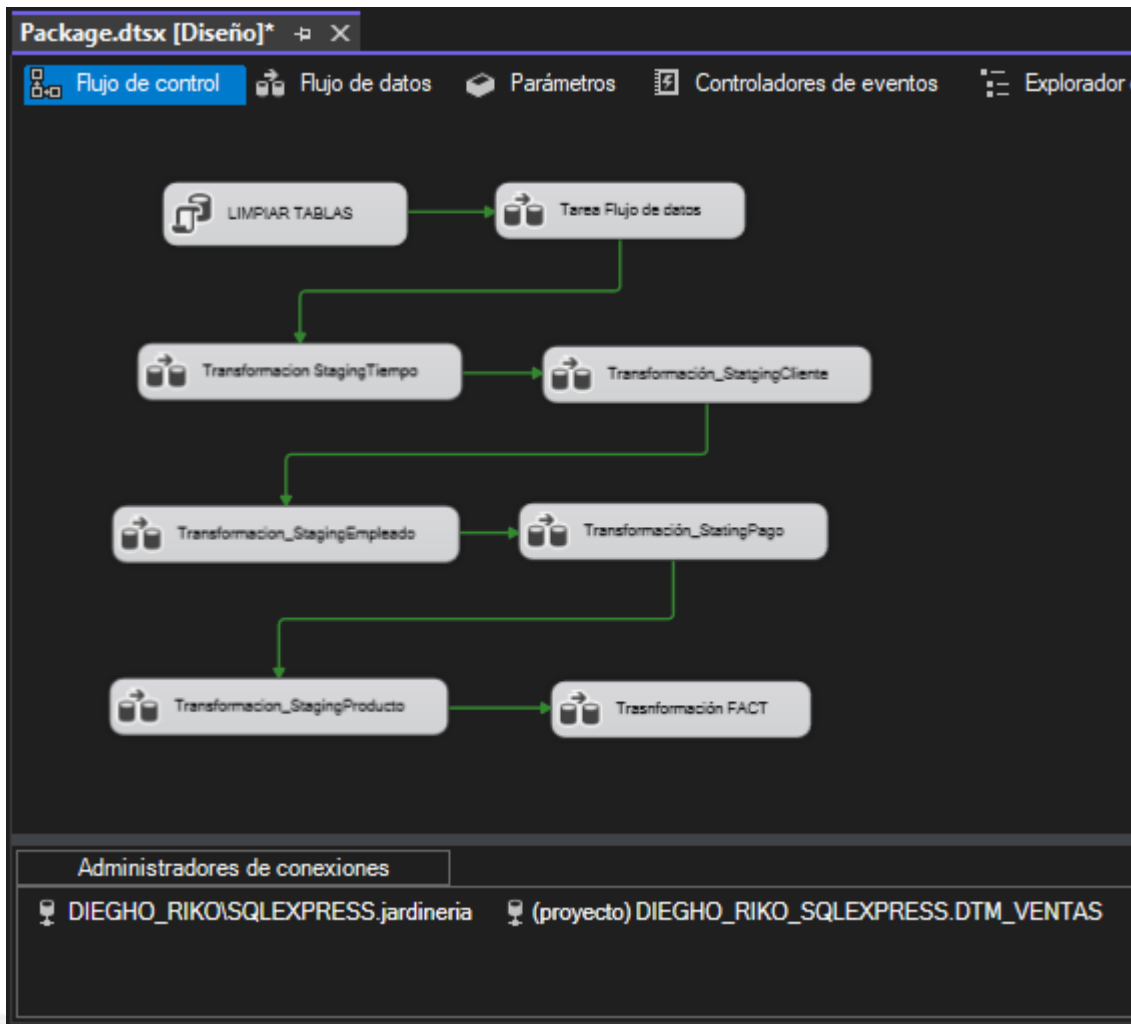 Package.dtsx [Diseño]*
Flujo de control Flujo de datos Parámetros Controladores de eventos Explorador
LIMPIAR TABLAS Tarea Flujo de datos
Transformacion StagingTiempo Transformación_StatgingCliente
Transformacion_StagingEmpleado Transformación_StatingPago
Transformacion_StagingProducto Trasnformación FACT
Administradores de conexiones
DIEGHO_RIKO\SQLEXPRESS.jardineria (proyecto) DIEGHO_RIKO_SQLEXPRESS.DTM_VENTAS